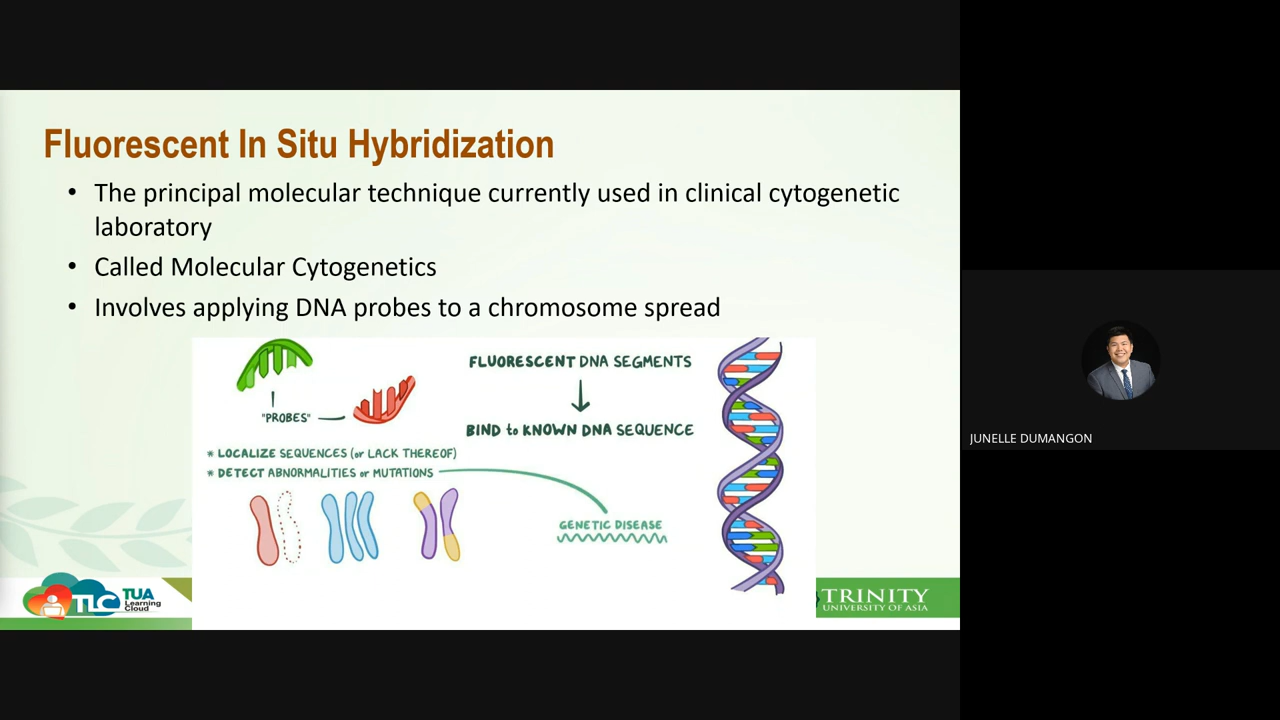 Fluorescent In Situ Hybridization
• The principal molecular technique currently used in clinical cytogenetic
laboratory
• Called Molecular Cytogenetics
• Involves applying DNA probes to a chromosome spread
"PROBES"
FLUORESCENT DNA SEGMENTS
BIND to KNOWN DNA SEQUENCE
* LOCALIZE SEQUENCES (or LACK THEREOF)
* DETECT ABNORMALITIES or MUTATIONS
GENETIC DISEASE
TLC TUA
Learning
Cloud
TRINITY
UNIVERSITY OF ASIA
JUNELLE DUMANGON